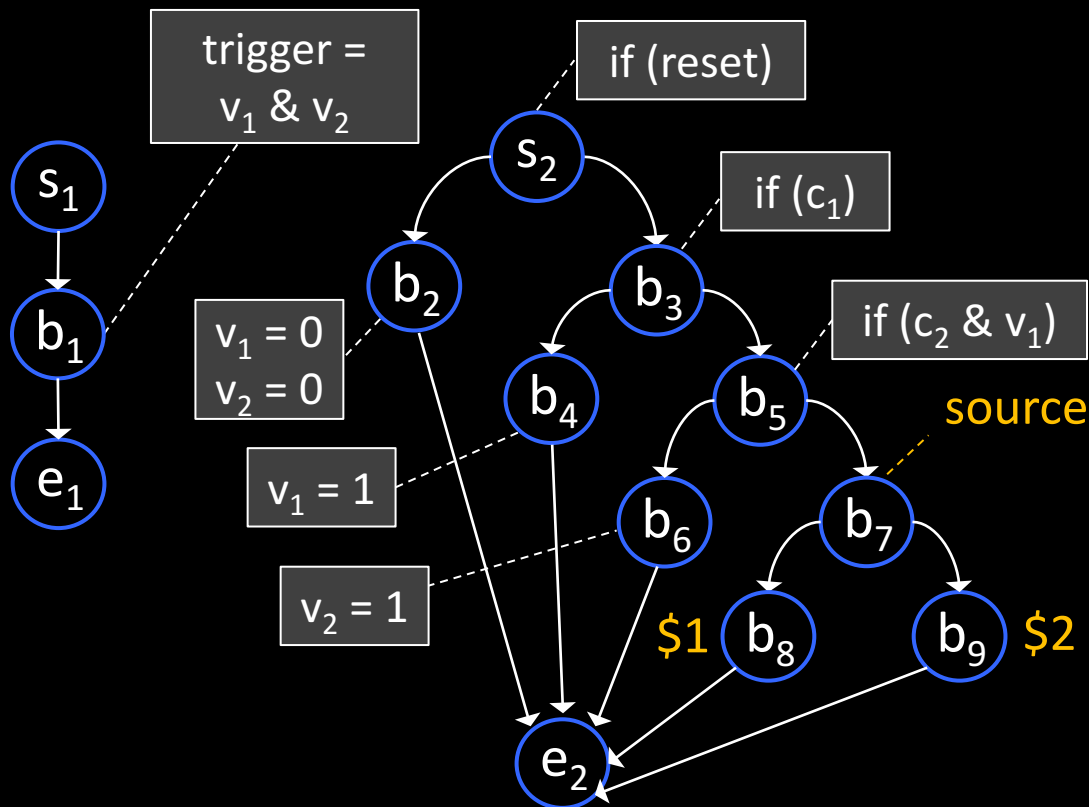 trigger =
v₁ & v₂
if (reset)
s₁
s₂
if (c₁)
b₂
b₃
b₁
v₁ = 0
v₂ = 0
if (c₂ & v₁)
b₄
b₅
source
e₁
v₁ = 1
b₆
b₇
v₂ = 1
$1
b₈
b₉
$2
e₂